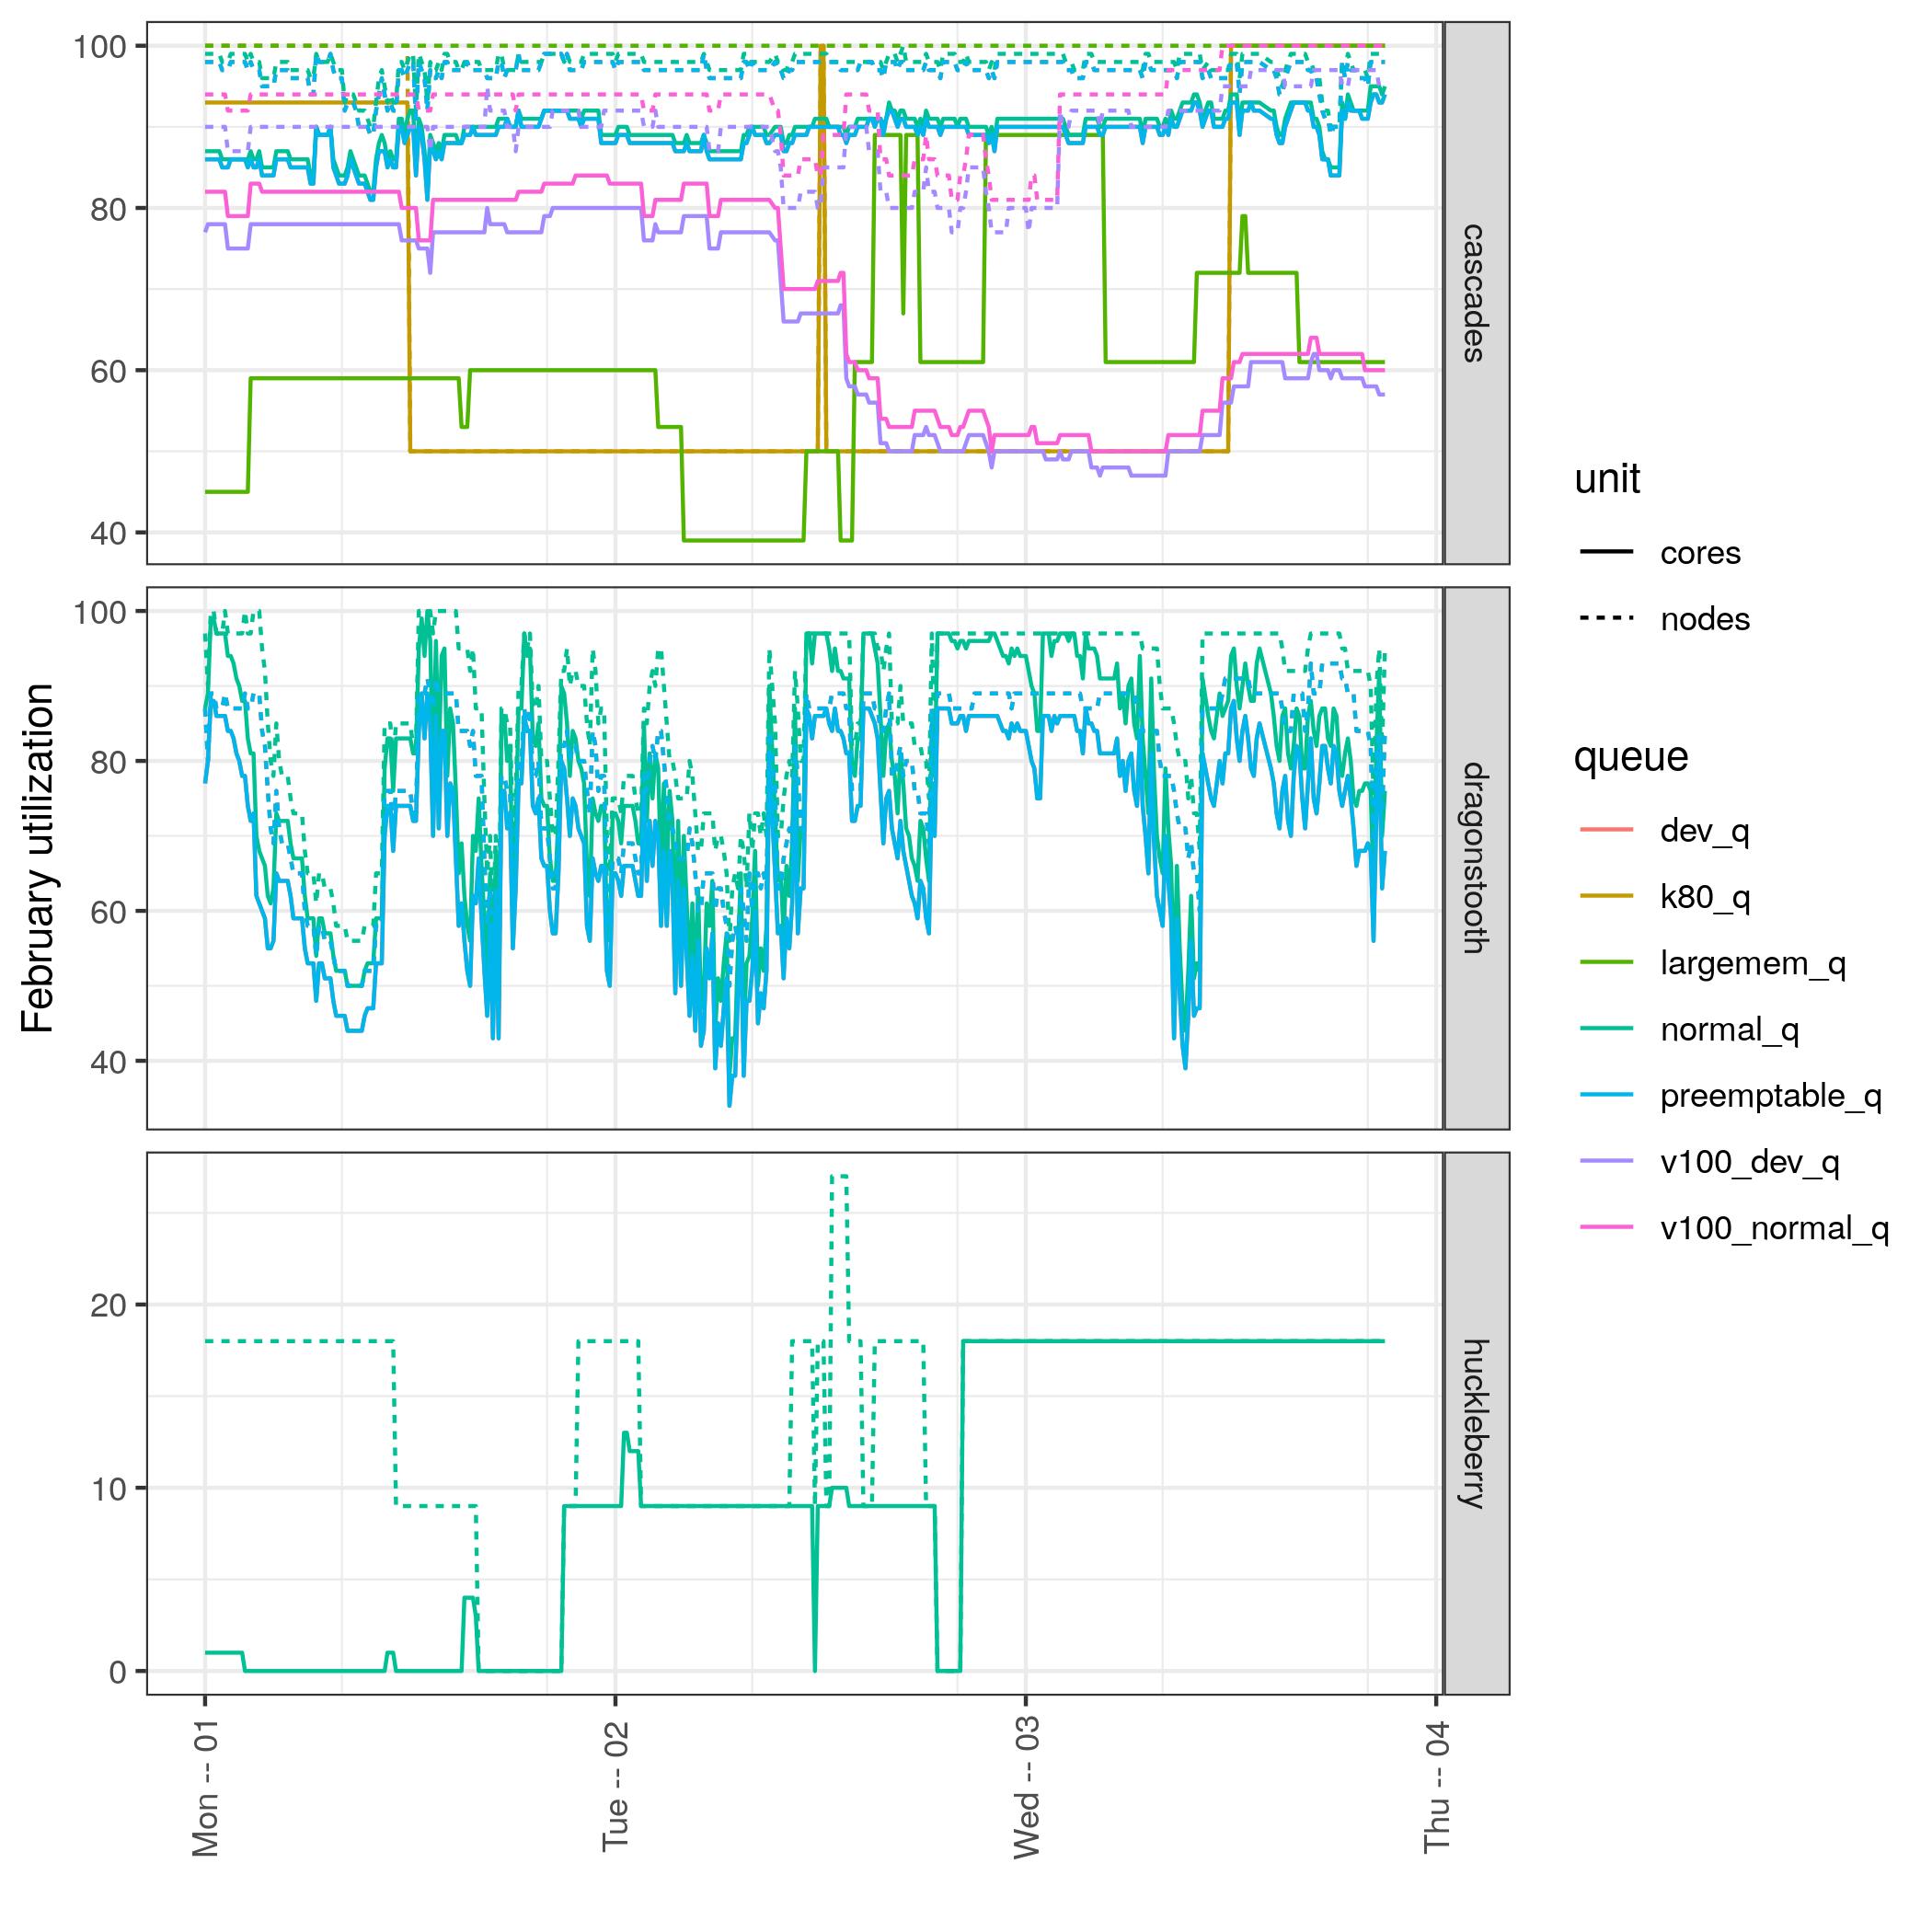 February utilization
100
80
60
40
cascades
100
80
60
40
dragonstooth
20
10
0
huckleberry
Mon -- 01
Tue -- 02
Wed -- 03
Thu -- 04
unit
cores
nodes
queue
dev_q
k80_q
largemem_q
normal_q
preemptable_q
v100_dev_q
v100_normal_q